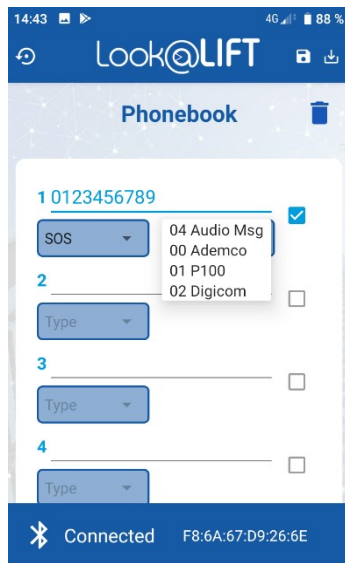 14:43 4G 88 %
Look@LIFT
Phonebook
1 0123456789
SOS
04 Audio Msg
00 Ademco
01 P100
02 Digicom
2
Type
3
Type
4
Type
Connected F8:6A:67:D9:26:6E